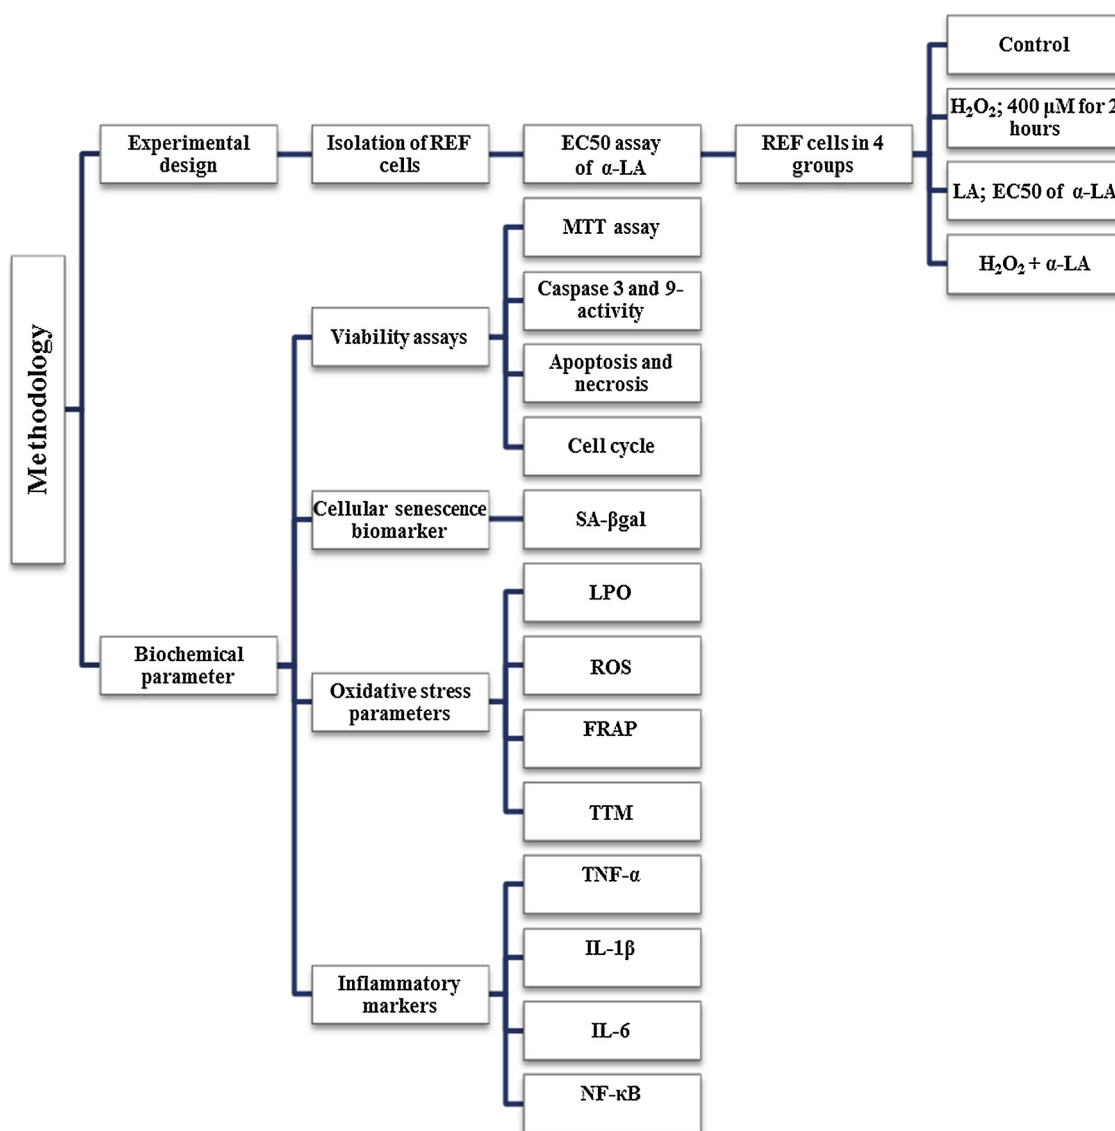 Control
H₂O₂; 400 μM for 2
hours
Experimental
design
Isolation of REF
cells
EC50 assay
of α-LA
REF cells in 4
groups
LA; EC50 of α-LA
H₂O₂ + α-LA
MTT assay
Caspase 3 and 9-
activity
Viability assays
Apoptosis and
necrosis
Cell cycle
Methodology
Cellular senescence
biomarker
SA-βgal
LPO
Biochemical
parameter
ROS
Oxidative stress
parameters
FRAP
TTM
TNF-α
IL-1β
Inflammatory
markers
IL-6
NF-κB